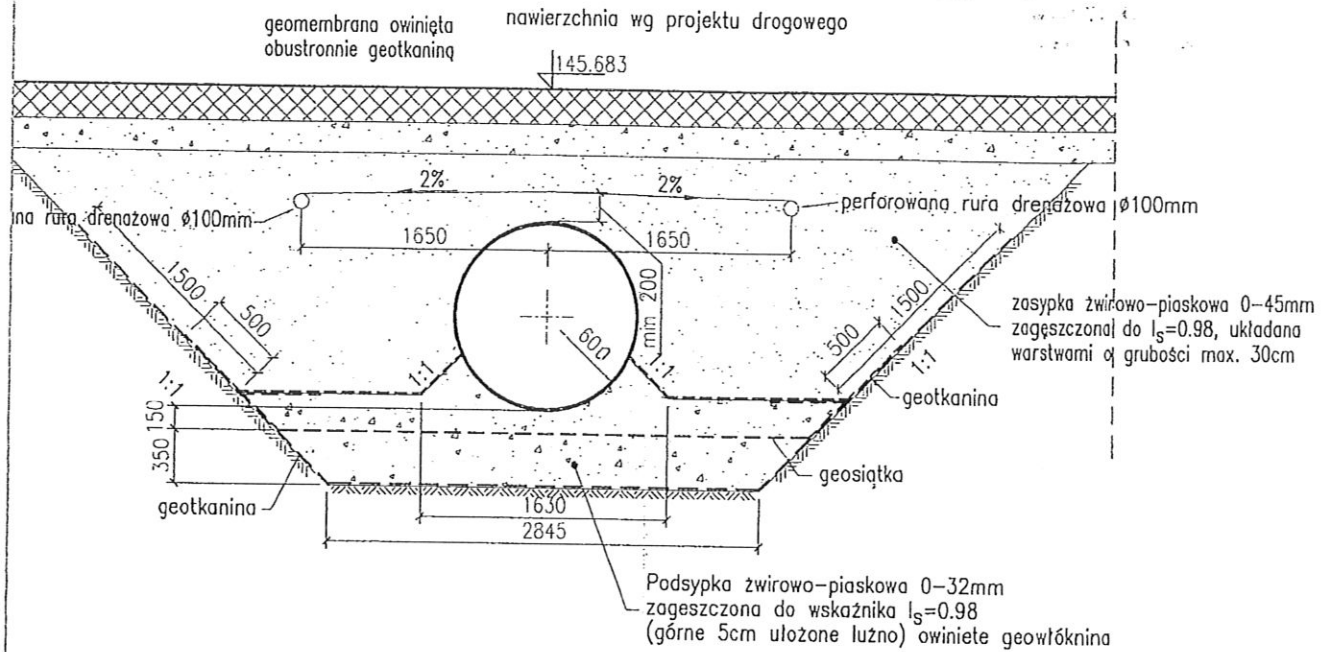 geomembrana owinięta
obustronnie geotkaniną
nawierzchnia wg projektu drogowego
145.683
2%
2%
na rura drenażowa ø100mm
perforowana rura drenażowa ø100mm
1650
1650
1500
500
mm 200
600
1:1
1:1
1:1
500
1500
1:1
zasypka żwirowo-piaskowa 0-45mm
zagęszczona do Is=0.98, układana
warstwami o grubości max. 30cm
geotkanina
150
350
geosiątka
geotkanina
1630
2845
Podsypka żwirowo-piaskowa 0-32mm
zageszczona do wskaźnika Is=0.98
(górne 5cm ułożone luźno) owiniete geowłóknina